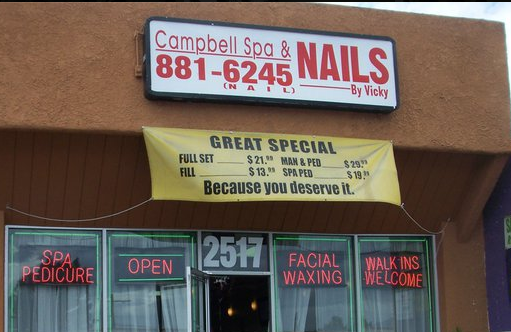 Campbell Spa &
NAILS
881-6245
(NAIL)
By Vicky
GREAT SPECIAL
FULL SET $21.99 MAN & PED $29.99
FILL $13.99 SPA PED $19.99
Because you deserve it.
SPA
PEDICURE
OPEN
2517
FACIAL
WAXING
WALK INS
WELCOME